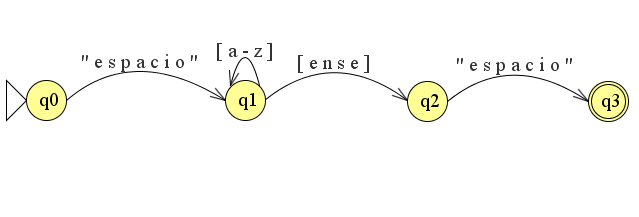 "espacio"
[a-z]
[ense]
"espacio"
q0
q1
q2
q3